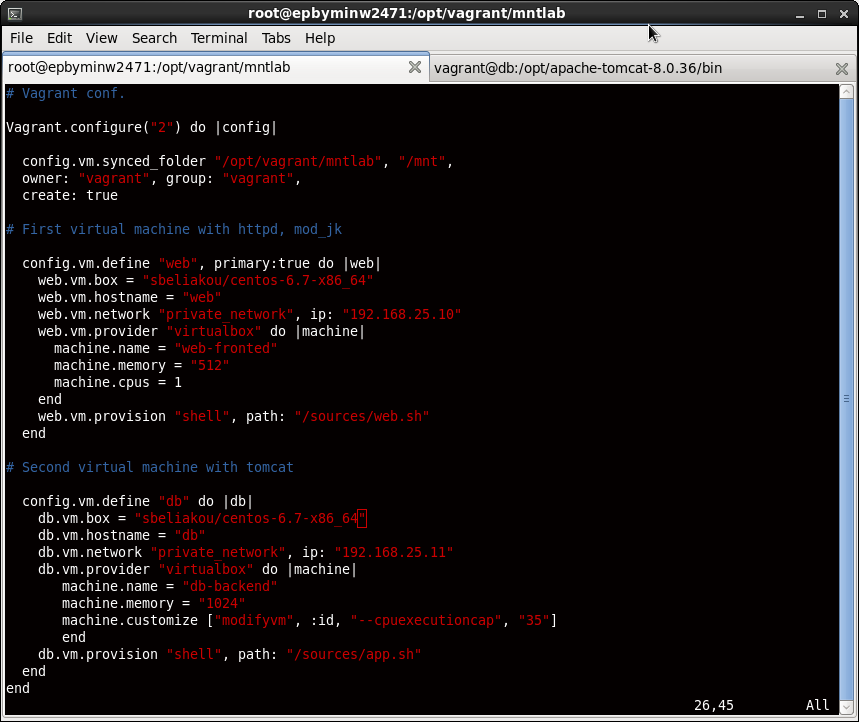 root@epbyminw2471:/opt/vagrant/mntlab
File Edit View Search Terminal Tabs Help
root@epbyminw2471:/opt/vagrant/mntlab vagrant@db:/opt/apache-tomcat-8.0.36/bin
# Vagrant conf.
Vagrant.configure("2") do |config|
  config.vm.synced_folder "/opt/vagrant/mntlab", "/mnt",
  owner: "vagrant", group: "vagrant",
  create: true
# First virtual machine with httpd, mod_jk
  config.vm.define "web", primary:true do |web|
    web.vm.box = "sbeliakou/centos-6.7-x86_64"
    web.vm.hostname = "web"
    web.vm.network "private_network", ip: "192.168.25.10"
    web.vm.provider "virtualbox" do |machine|
      machine.name = "web-fronted"
      machine.memory = "512"
      machine.cpus = 1
    end
    web.vm.provision "shell", path: "/sources/web.sh"
  end
# Second virtual machine with tomcat
  config.vm.define "db" do |db|
    db.vm.box = "sbeliakou/centos-6.7-x86_64"
    db.vm.hostname = "db"
    db.vm.network "private_network", ip: "192.168.25.11"
    db.vm.provider "virtualbox" do |machine|
       machine.name = "db-backend"
       machine.memory = "1024"
       machine.customize ["modifyvm", :id, "--cpuexecutioncap", "35"]
       end
    db.vm.provision "shell", path: "/sources/app.sh"
  end
end
26,45 All